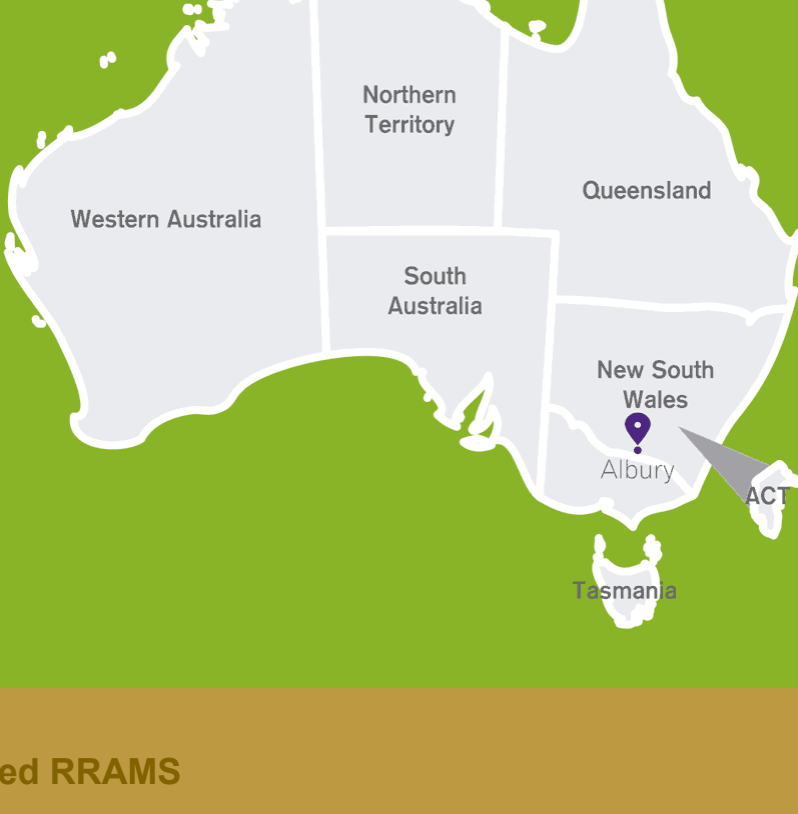 Northern
Territory
Queensland
Western Australia
South
Australia
New South
Wales
Albury
ACT
Tasmania
ed RRAMS